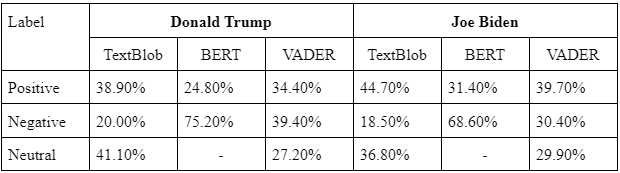 Label Donald Trump Joe Biden
TextBlob BERT VADER TextBlob BERT VADER
Positive 38.90% 24.80% 34.40% 44.70% 31.40% 39.70%
Negative 20.00% 75.20% 39.40% 18.50% 68.60% 30.40%
Neutral 41.10% - 27.20% 36.80% - 29.90%